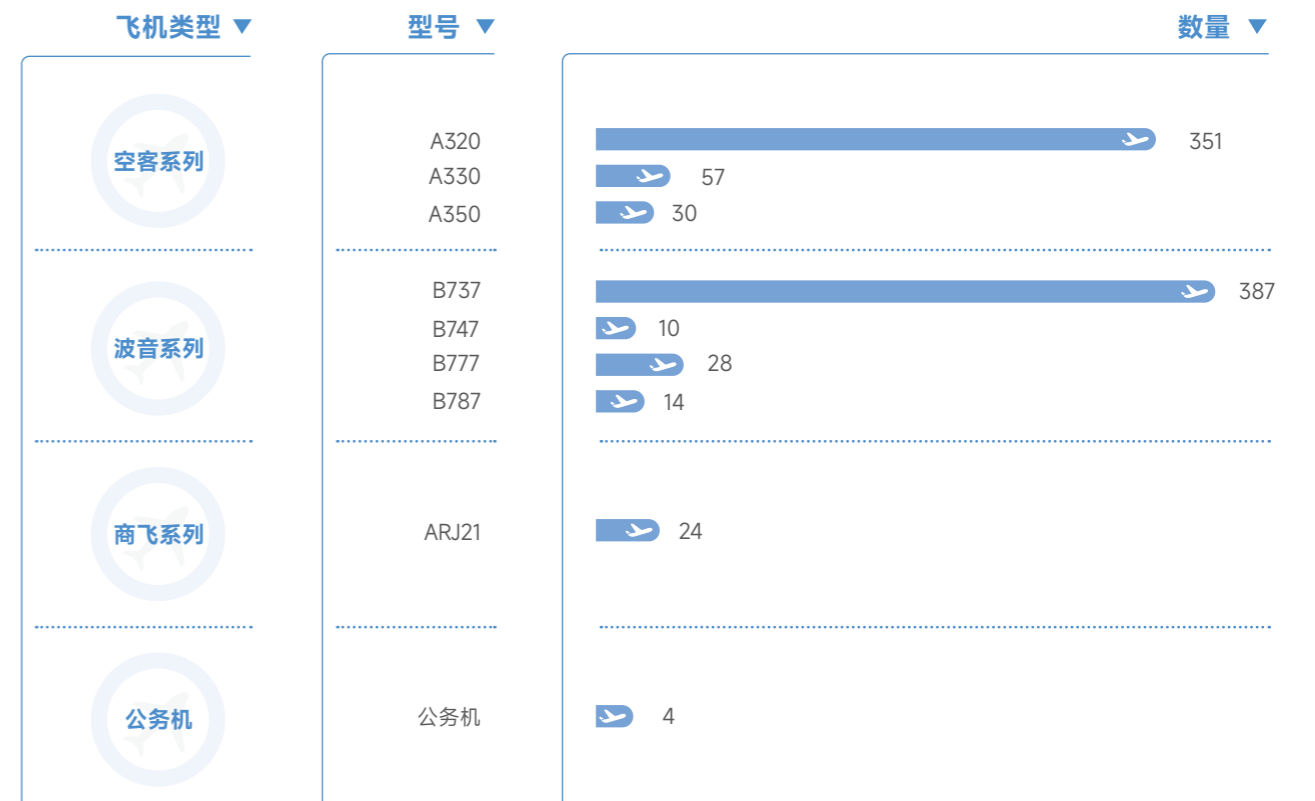 飞机类型 ▼ 型号 ▼ 数量 ▼
空客系列
A320 351
A330 57
A350 30
波音系列
B737 387
B747 10
B777 28
B787 14
商飞系列 ARJ21 24
公务机 公务机 4